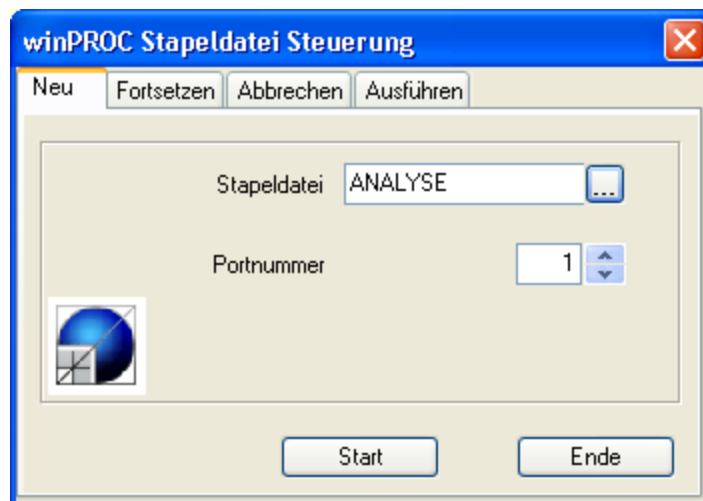 winPROC Stapeldatei Steuerung
Neu Fortsetzen Abbrechen Ausführen
Stapeldatei ANALYSE ...
Portnummer 1
Start Ende